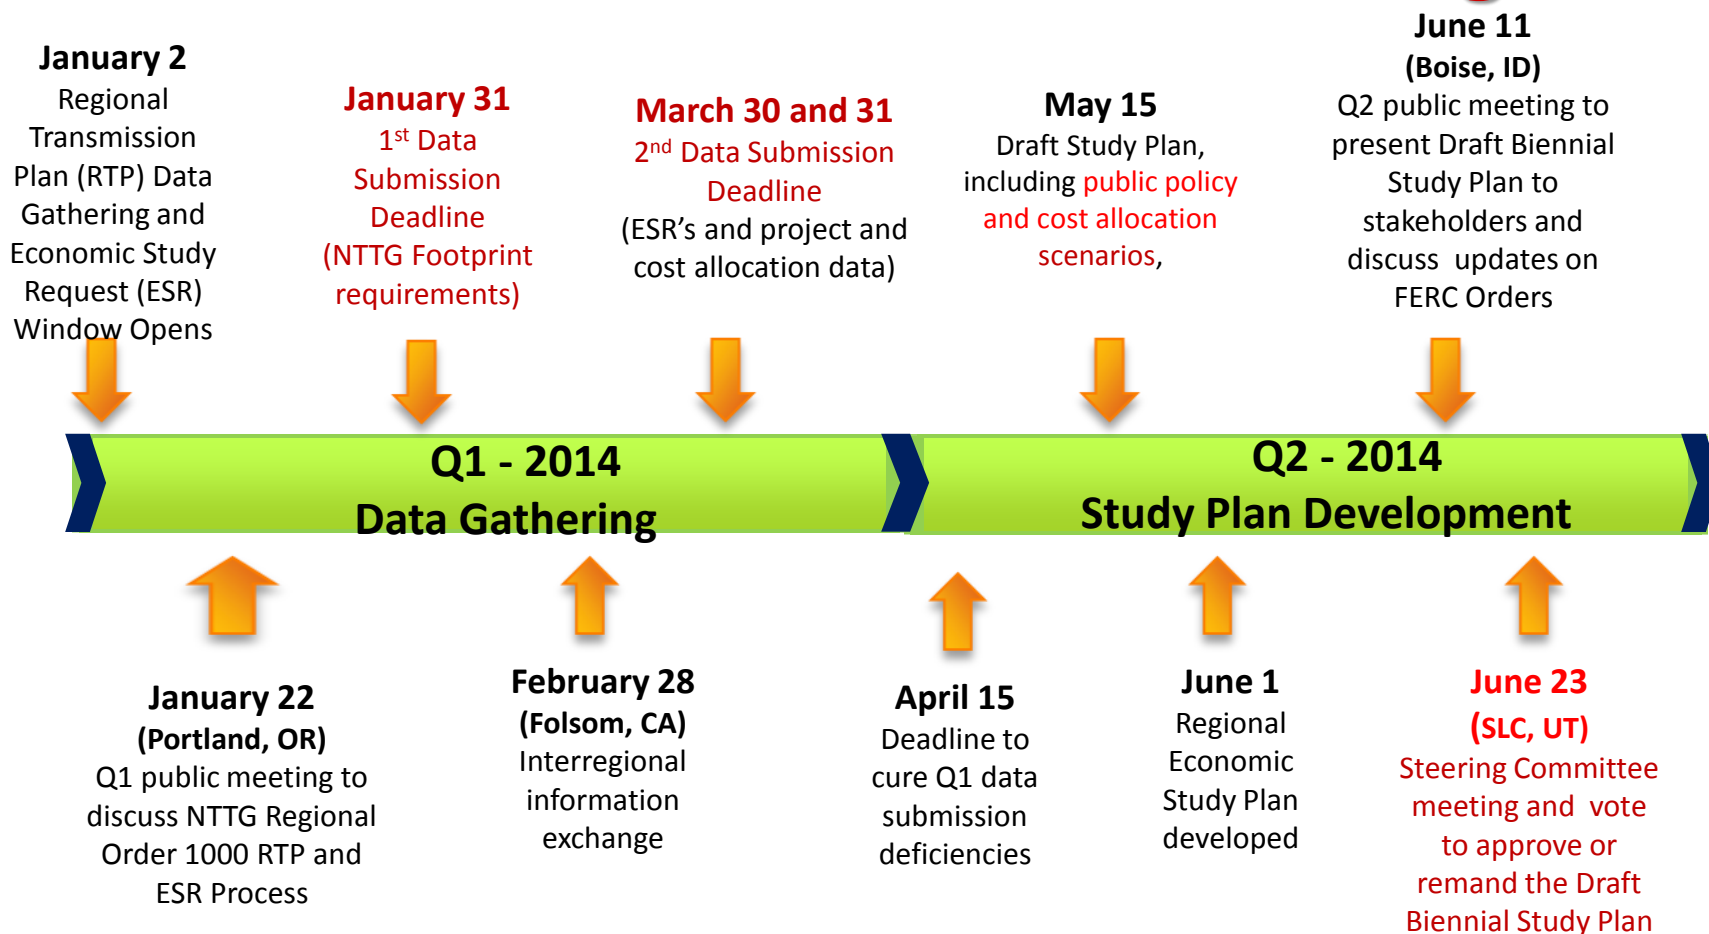 January 2
Regional
Transmission
Plan (RTP) Data
Gathering and
Economic Study
Request (ESR)
Window Opens
January 31
1st Data
Submission
Deadline
(NTTG Footprint
requirements)
March 30 and 31
2nd Data Submission
Deadline
(ESR's and project and
cost allocation data)
May 15
Draft Study Plan,
including public policy
and cost allocation
scenarios,
June 11
(Boise, ID)
Q2 public meeting to
present Draft Biennial
Study Plan to
stakeholders and
discuss updates on
FERC Orders
Q1 - 2014
Data Gathering
Q2 - 2014
Study Plan Development
January 22
(Portland, OR)
Q1 public meeting to
discuss NTTG Regional
Order 1000 RTP and
ESR Process
February 28
(Folsom, CA)
Interregional
information
exchange
April 15
Deadline to
cure Q1 data
submission
deficiencies
June 1
Regional
Economic
Study Plan
developed
June 23
(SLC, UT)
Steering Committee
meeting and vote
to approve or
remand the Draft
Biennial Study Plan